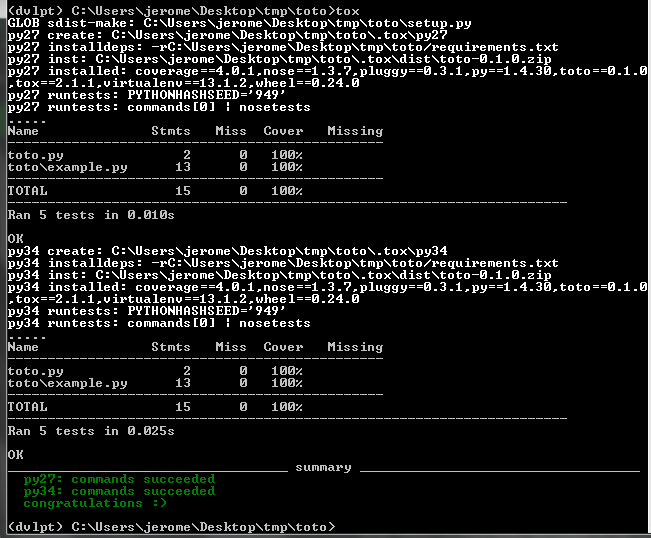 (dvlpt) C:\Users\jerome\Desktop\tmp\toto>tox
GLOB sdist-make: C:\Users\jerome\Desktop\tmp\toto\setup.py
py27 create: C:\Users\jerome\Desktop\tmp\toto\.tox\py27
py27 installdeps: -rC:\Users\jerome\Desktop\tmp\toto/requirements.txt
py27 inst: C:\Users\jerome\Desktop\tmp\toto\.tox\dist\toto-0.1.0.zip
py27 installed: coverage==4.0.1,nose==1.3.7,pluggy==0.3.1,py==1.4.30,toto==0.1.0
,tox==2.1.1,virtualenv==13.1.2,wheel==0.24.0
py27 runtests: PYTHONHASHSEED='949'
py27 runtests: commands[0] | nosetests
.....
Name              Stmts   Miss  Cover   Missing
-----------------------------------------------
toto.py               2      0   100%
toto\example.py      13      0   100%
-----------------------------------------------
TOTAL                15      0   100%
----------------------------------------------------------------------
Ran 5 tests in 0.010s

OK
py34 create: C:\Users\jerome\Desktop\tmp\toto\.tox\py34
py34 installdeps: -rC:\Users\jerome\Desktop\tmp\toto/requirements.txt
py34 inst: C:\Users\jerome\Desktop\tmp\toto\.tox\dist\toto-0.1.0.zip
py34 installed: coverage==4.0.1,nose==1.3.7,pluggy==0.3.1,py==1.4.30,toto==0.1.0
,tox==2.1.1,virtualenv==13.1.2,wheel==0.24.0
py34 runtests: PYTHONHASHSEED='949'
py34 runtests: commands[0] | nosetests
.....
Name              Stmts   Miss  Cover   Missing
-----------------------------------------------
toto.py               2      0   100%
toto\example.py      13      0   100%
-----------------------------------------------
TOTAL                15      0   100%
----------------------------------------------------------------------
Ran 5 tests in 0.025s

OK
___________________________________ summary ___________________________________
  py27: commands succeeded
  py34: commands succeeded
  congratulations :)

(dvlpt) C:\Users\jerome\Desktop\tmp\toto>